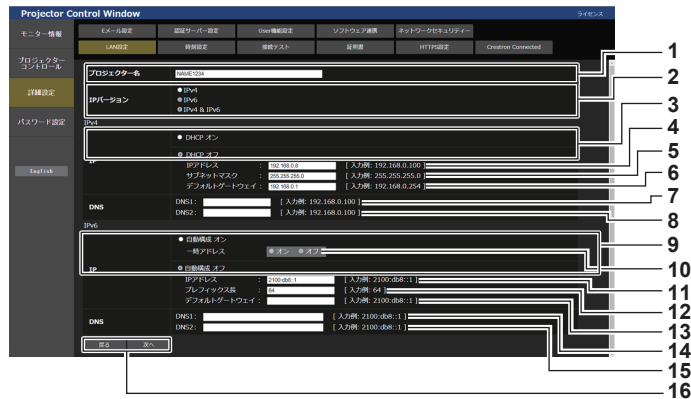 Projector Control Window
ライセンス
モニター情報
プロジェクター
コントロール
詳細設定
パスワード設定
English
Eメール設定
認証サーバー設定
User機能設定
ソフトウェア連携
ネットワークセキュリティー
LAN設定
時刻設定
接続テスト
証明書
HTTPS設定
Crestron Connected
プロジェクター名 NAME1234
IPバージョン
IPv4
IPv6
IPv4 & IPv6
IPv4
DHCP オン
IP
DHCP オフ
IPアドレス : 192.168.0.8 [ 入力例: 192.168.0.100 ]
サブネットマスク : 255.255.255.0 [ 入力例: 255.255.255.0 ]
デフォルトゲートウェイ : 192.168.0.1 [ 入力例: 192.168.0.254 ]
DNS
DNS1: [ 入力例: 192.168.0.100 ]
DNS2: [ 入力例: 192.168.0.100 ]
IPv6
自動構成 オン
一時アドレス オン オフ
IP
自動構成 オフ
IPアドレス : 2100:db8::1 [ 入力例: 2100:db8::1 ]
プレフィックス長 : 64 [ 入力例: 64 ]
デフォルトゲートウェイ : [ 入力例: 2100:db8::1 ]
DNS
DNS1: [ 入力例: 2100:db8::1 ]
DNS2: [ 入力例: 2100:db8::1 ]
戻る 次へ
1
2
3
4
5
6
7
8
9
10
11
12
13
14
15
16